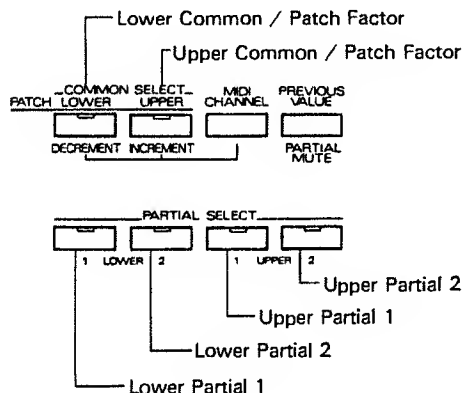 Lower Common / Patch Factor
Upper Common / Patch Factor
COMMON SELECT MIDI PREVIOUS
PATCH LOWER UPPER CHANNEL VALUE
DECREMENT INCREMENT PARTIAL
MUTE
PARTIAL SELECT
1 LOWER 2 1 UPPER 2
Upper Partial 2
Upper Partial 1
Lower Partial 2
Lower Partial 1